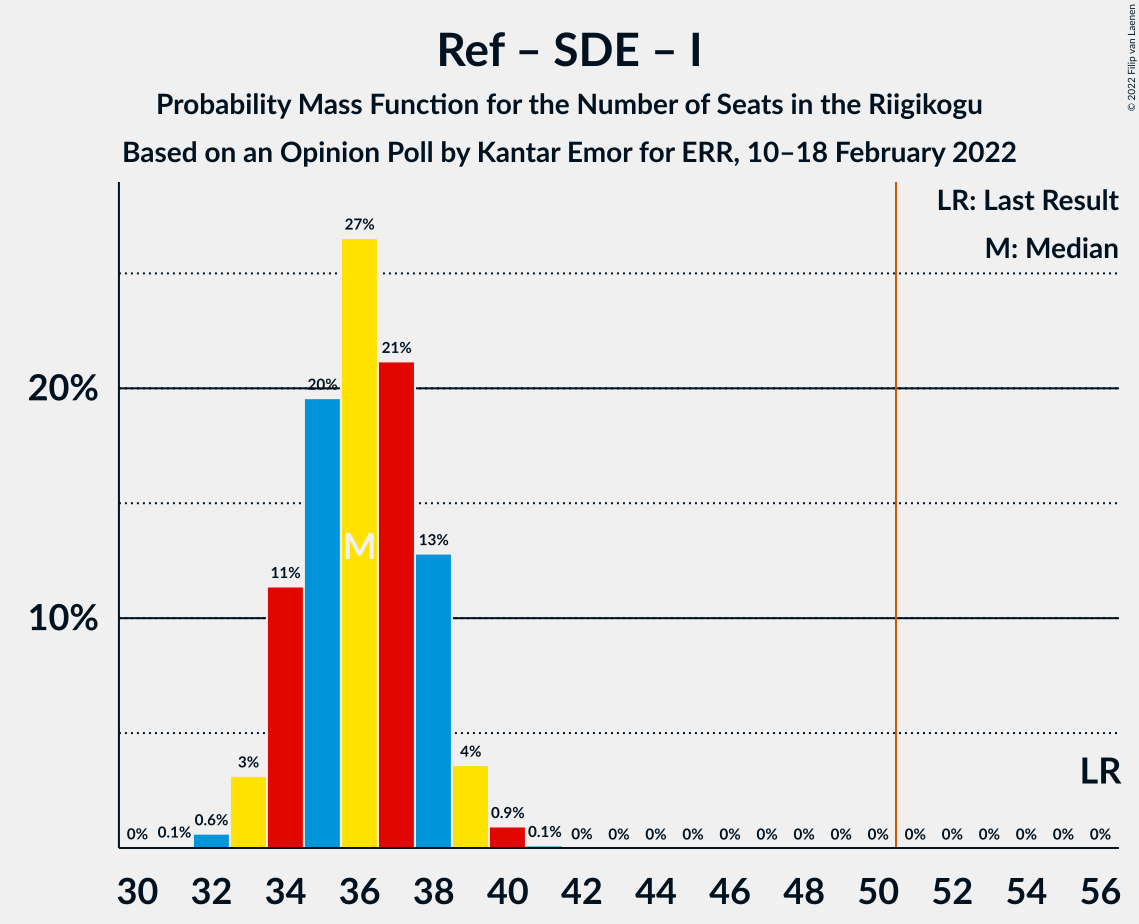 Ref – SDE – I
Probability Mass Function for the Number of Seats in the Riigikogu
Based on an Opinion Poll by Kantar Emor for ERR, 10–18 February 2022
© 2022 Filip van Laenen
LR: Last Result
M: Median
27%
21%
20%
20%
M
13%
11%
10%
4%
3%
LR
0% 0.1% 0.6% 0.9% 0.1% 0% 0% 0% 0% 0% 0% 0% 0% 0% 0% 0% 0% 0% 0% 0%
30 32 34 36 38 40 42 44 46 48 50 52 54 56